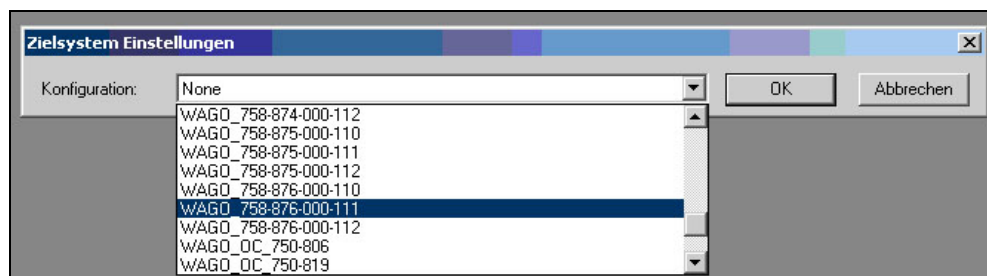 Zielsystem Einstellungen
Konfiguration: None OK Abbrechen
WAGO_758-874-000-112
WAGO_758-875-000-110
WAGO_758-875-000-111
WAGO_758-875-000-112
WAGO_758-876-000-110
WAGO_758-876-000-111
WAGO_758-876-000-112
WAGO_OC_750-806
WAGO_OC_750-819